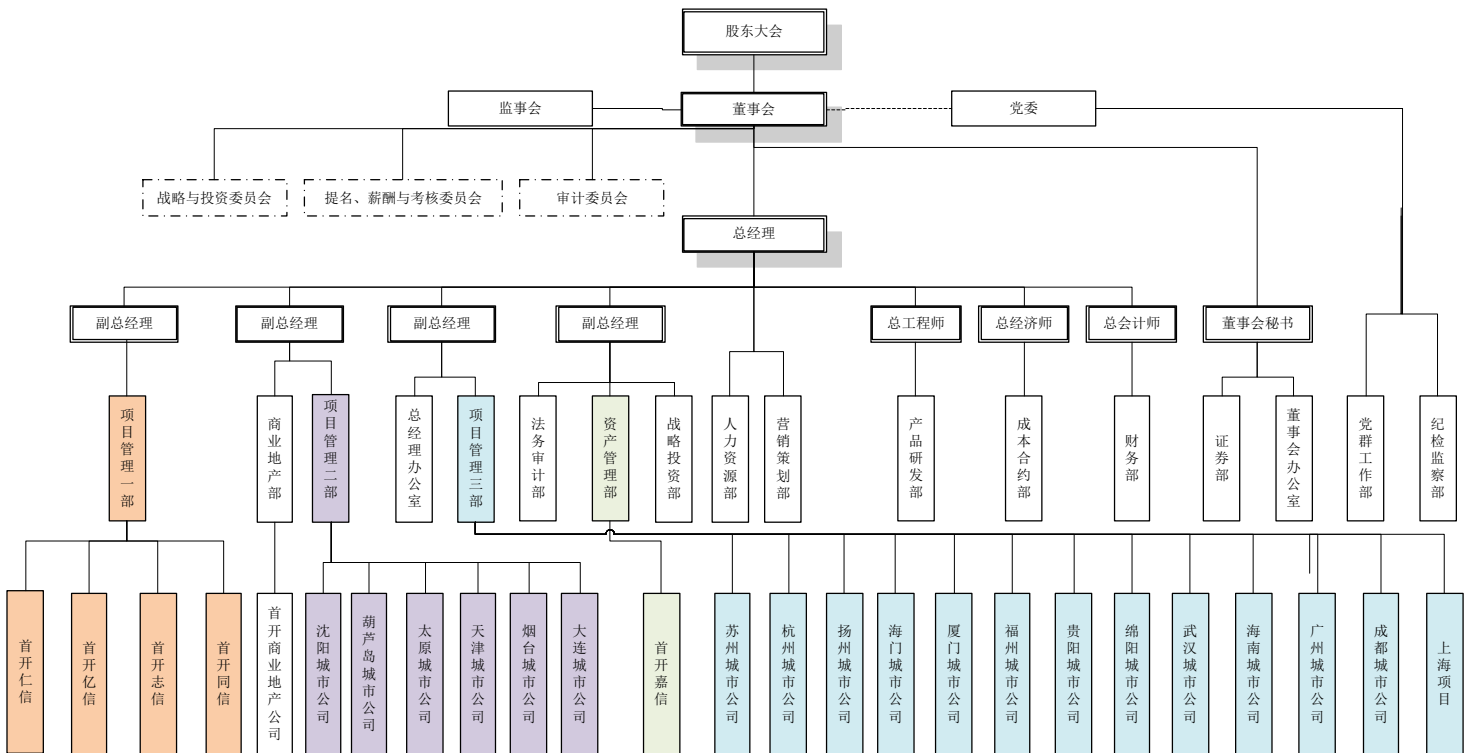 股东大会
监事会
董事会
党委
战略与投资委员会
提名、薪酬与考核委员会
审计委员会
总经理
副总经理
副总经理
副总经理
副总经理
总工程师
总经济师
总会计师
董事会秘书
项目管理一部
商业地产部
项目管理二部
总经理办公室
项目管理三部
法务审计部
资产管理部
战略投资部
人力资源部
营销策划部
产品研发部
成本合约部
财务部
证券部
董事会办公室
党群工作部
纪检监察部
首开仁信
首开亿信
首开志信
首开同信
首开商业地产公司
沈阳城市公司
葫芦岛城市公司
太原城市公司
天津城市公司
烟台城市公司
大连城市公司
首开嘉信
苏州城市公司
杭州城市公司
扬州城市公司
海门城市公司
厦门城市公司
福州城市公司
贵阳城市公司
绵阳城市公司
武汉城市公司
海南城市公司
广州城市公司
成都城市公司
上海项目